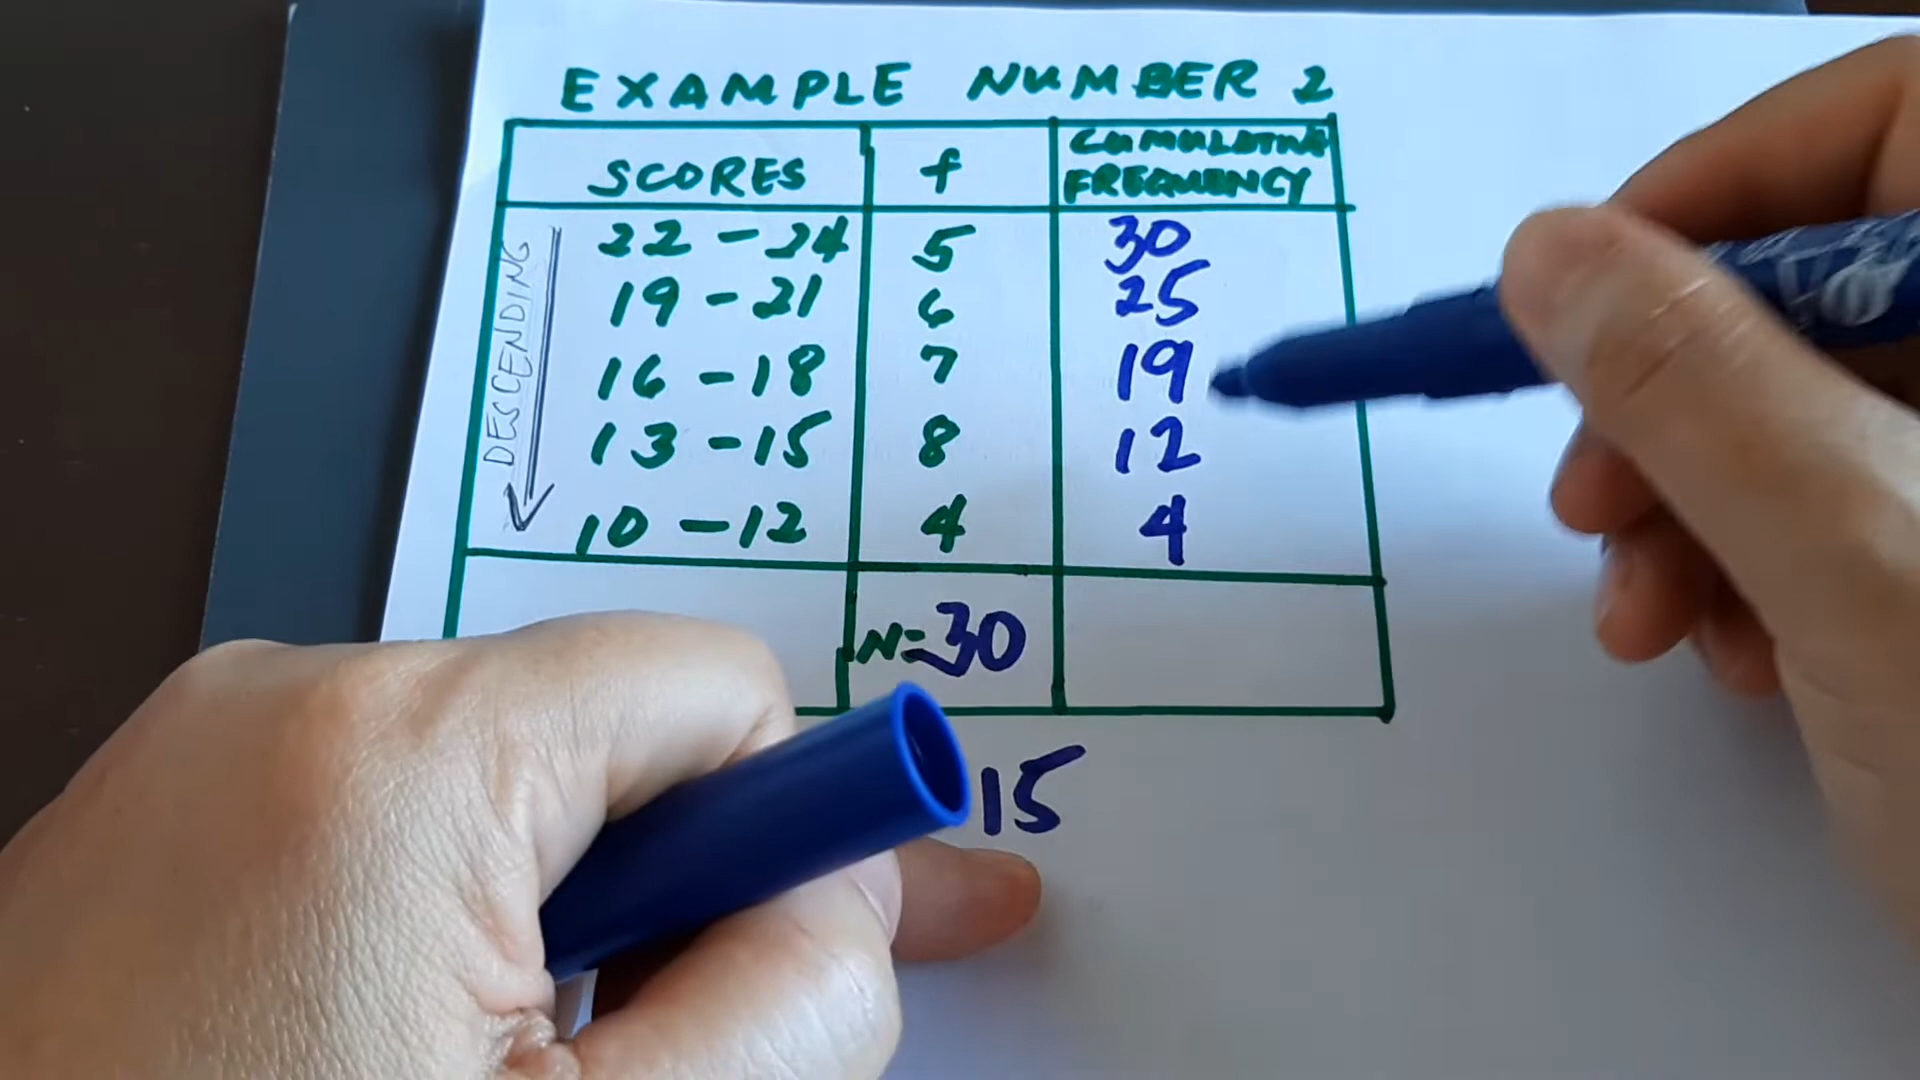 EXAMPLE NUMBER 2
SCORES f CUMULATIVE FREQUENCY
DESCENDING
22 - 24 5 30
19 - 21 6 25
16 - 18 7 19
13 - 15 8 12
10 - 12 4 4
N=30
15